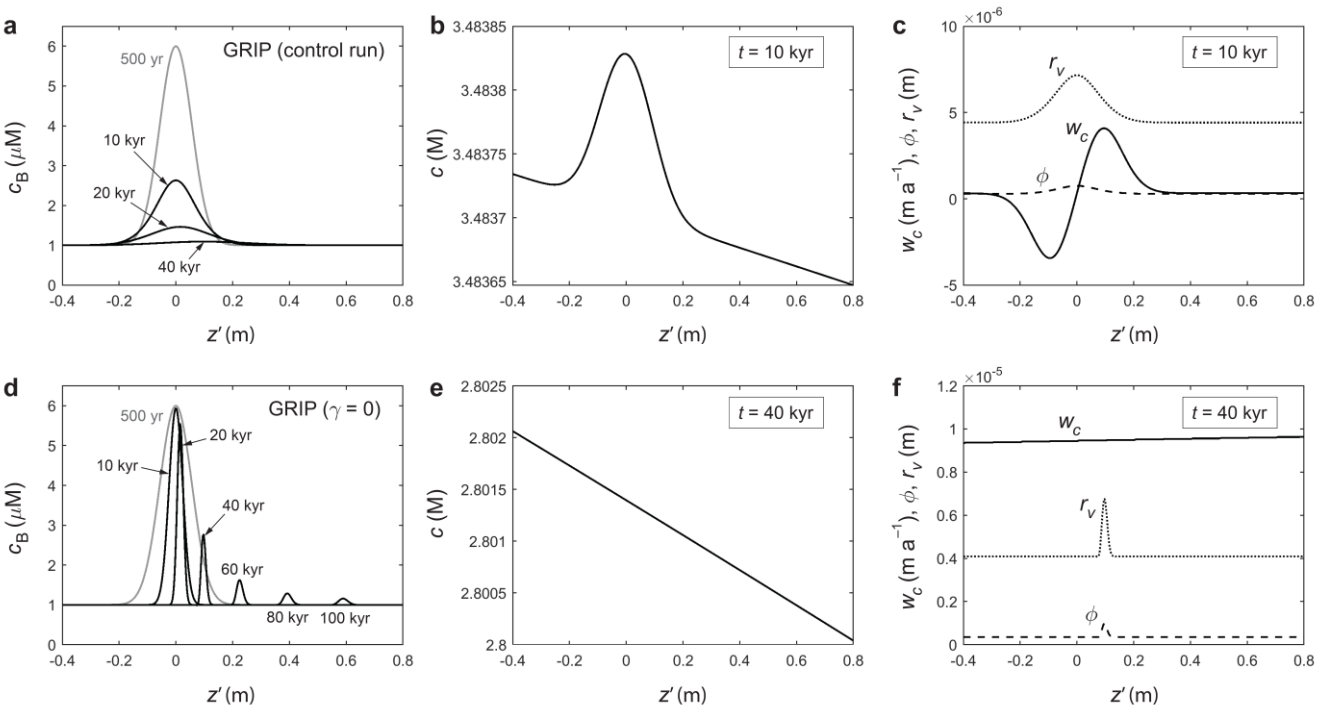 a
GRIP (control run)
500 yr
10 kyr
20 kyr
40 kyr
c_B (μM)
6
5
4
3
2
1
0
-0.4 -0.2 0 0.2 0.4 0.6 0.8
z′ (m)
b
t = 10 kyr
c (M)
3.48385
3.4838
3.48375
3.4837
3.48365
-0.4 -0.2 0 0.2 0.4 0.6 0.8
z′ (m)
c
×10⁻⁶
t = 10 kyr
r_v
w_c
ϕ
w_c (m a⁻¹), ϕ, r_v (m)
10
5
0
-5
-0.4 -0.2 0 0.2 0.4 0.6 0.8
z′ (m)
d
GRIP (γ = 0)
500 yr
20 kyr
10 kyr
40 kyr
60 kyr
80 kyr
100 kyr
c_B (μM)
6
5
4
3
2
1
0
-0.4 -0.2 0 0.2 0.4 0.6 0.8
z′ (m)
e
t = 40 kyr
c (M)
2.8025
2.802
2.8015
2.801
2.8005
2.8
-0.4 -0.2 0 0.2 0.4 0.6 0.8
z′ (m)
f
×10⁻⁵
t = 40 kyr
w_c
r_v
ϕ
w_c (m a⁻¹), ϕ, r_v (m)
1.2
1
0.8
0.6
0.4
0.2
0
-0.4 -0.2 0 0.2 0.4 0.6 0.8
z′ (m)